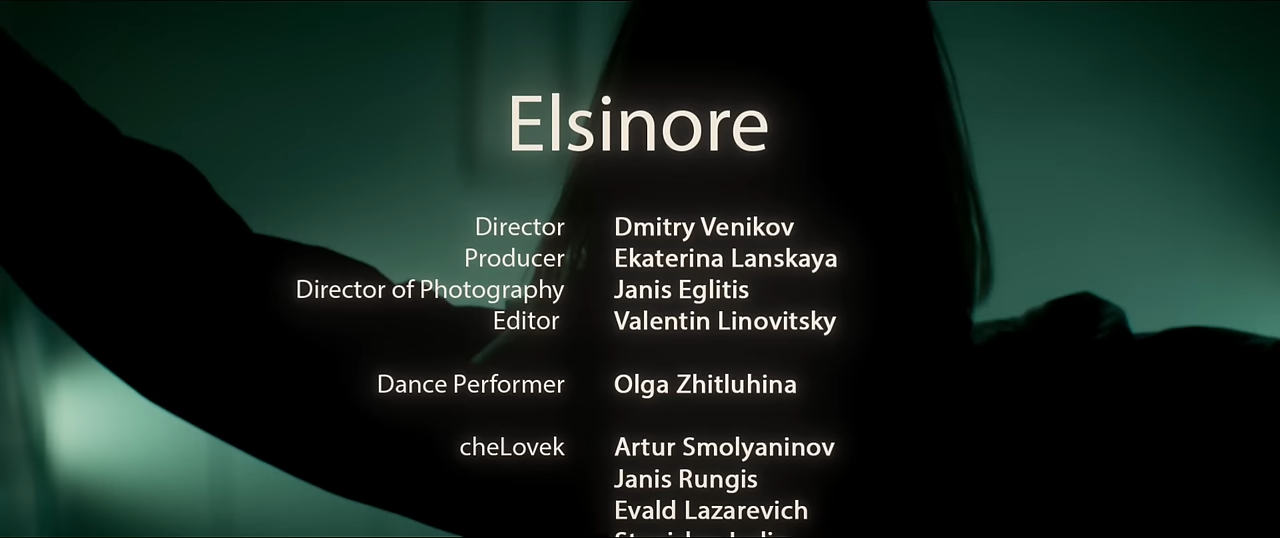 Elsinore
Director Dmitry Venikov
Producer Ekaterina Lanskaya
Director of Photography Janis Eglitis
Editor Valentin Linovitsky
Dance Performer Olga Zhitluhina
cheLovek Artur Smolyaninov
Janis Rungis
Evald Lazarevich